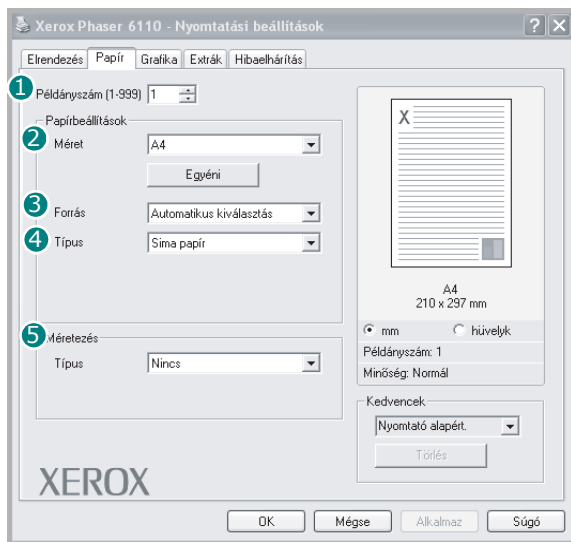 Xerox Phaser 6110 - Nyomtatási beállítások
Elrendezés Papír Grafika Extrák Hibaelhárítás
1 Példányszám (1-999) 1
Papírbeállítások
2 Méret A4
Egyéni
3 Forrás Automatikus kiválasztás
4 Típus Sima papír
5 Méretezés
Típus Nincs
X
A4
210 x 297 mm
mm hüvelyk
Példányszám: 1
Minőség: Normál
Kedvencek
Nyomtató alapért.
Törlés
XEROX
OK Mégse Alkalmaz Súgó